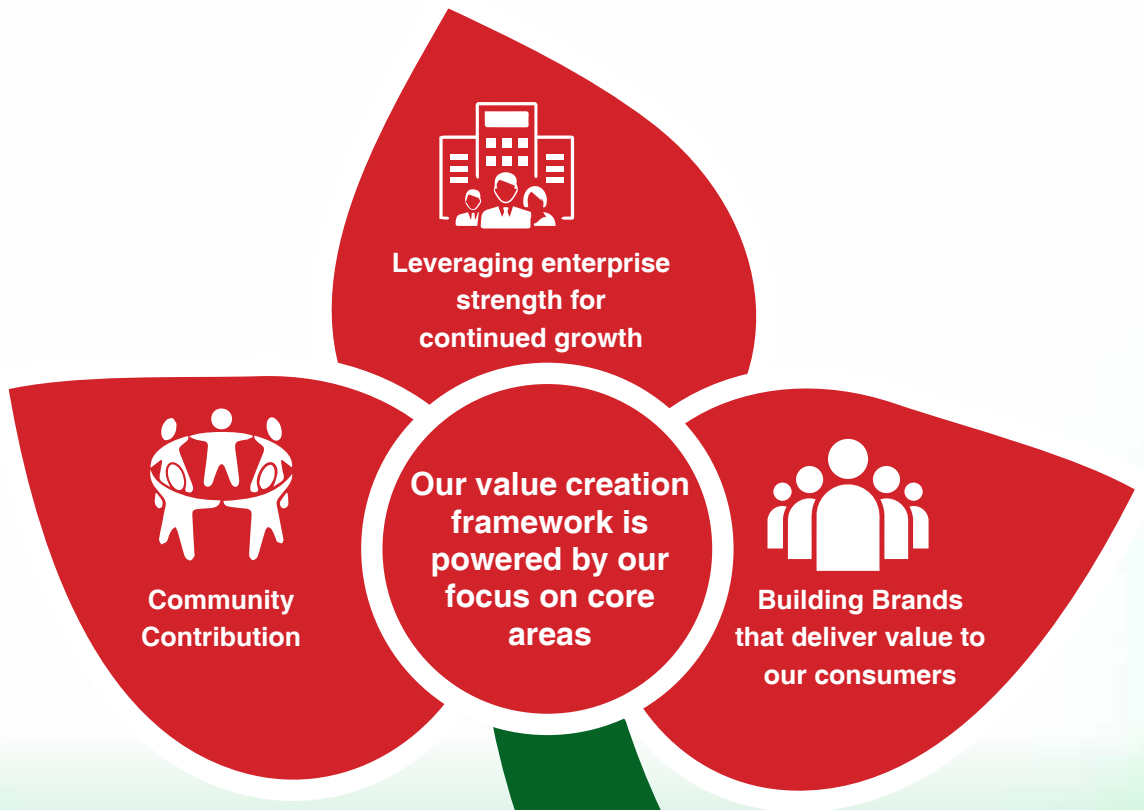 Leveraging enterprise
strength for
continued growth
Community
Contribution
Our value creation
framework is
powered by our
focus on core
areas
Building Brands
that deliver value to
our consumers